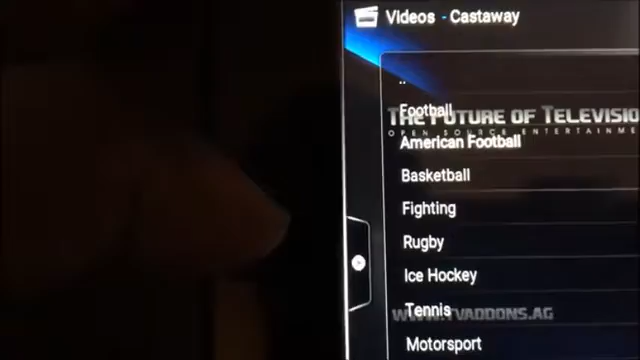 Videos - Castaway
..
Football
THE FUTURE OF TELEVISIO
OPEN SOURCE ENTERTAINME
American Football
Basketball
Fighting
Rugby
Ice Hockey
Tennis
WWW.TVADDONS.AG
Motorsport